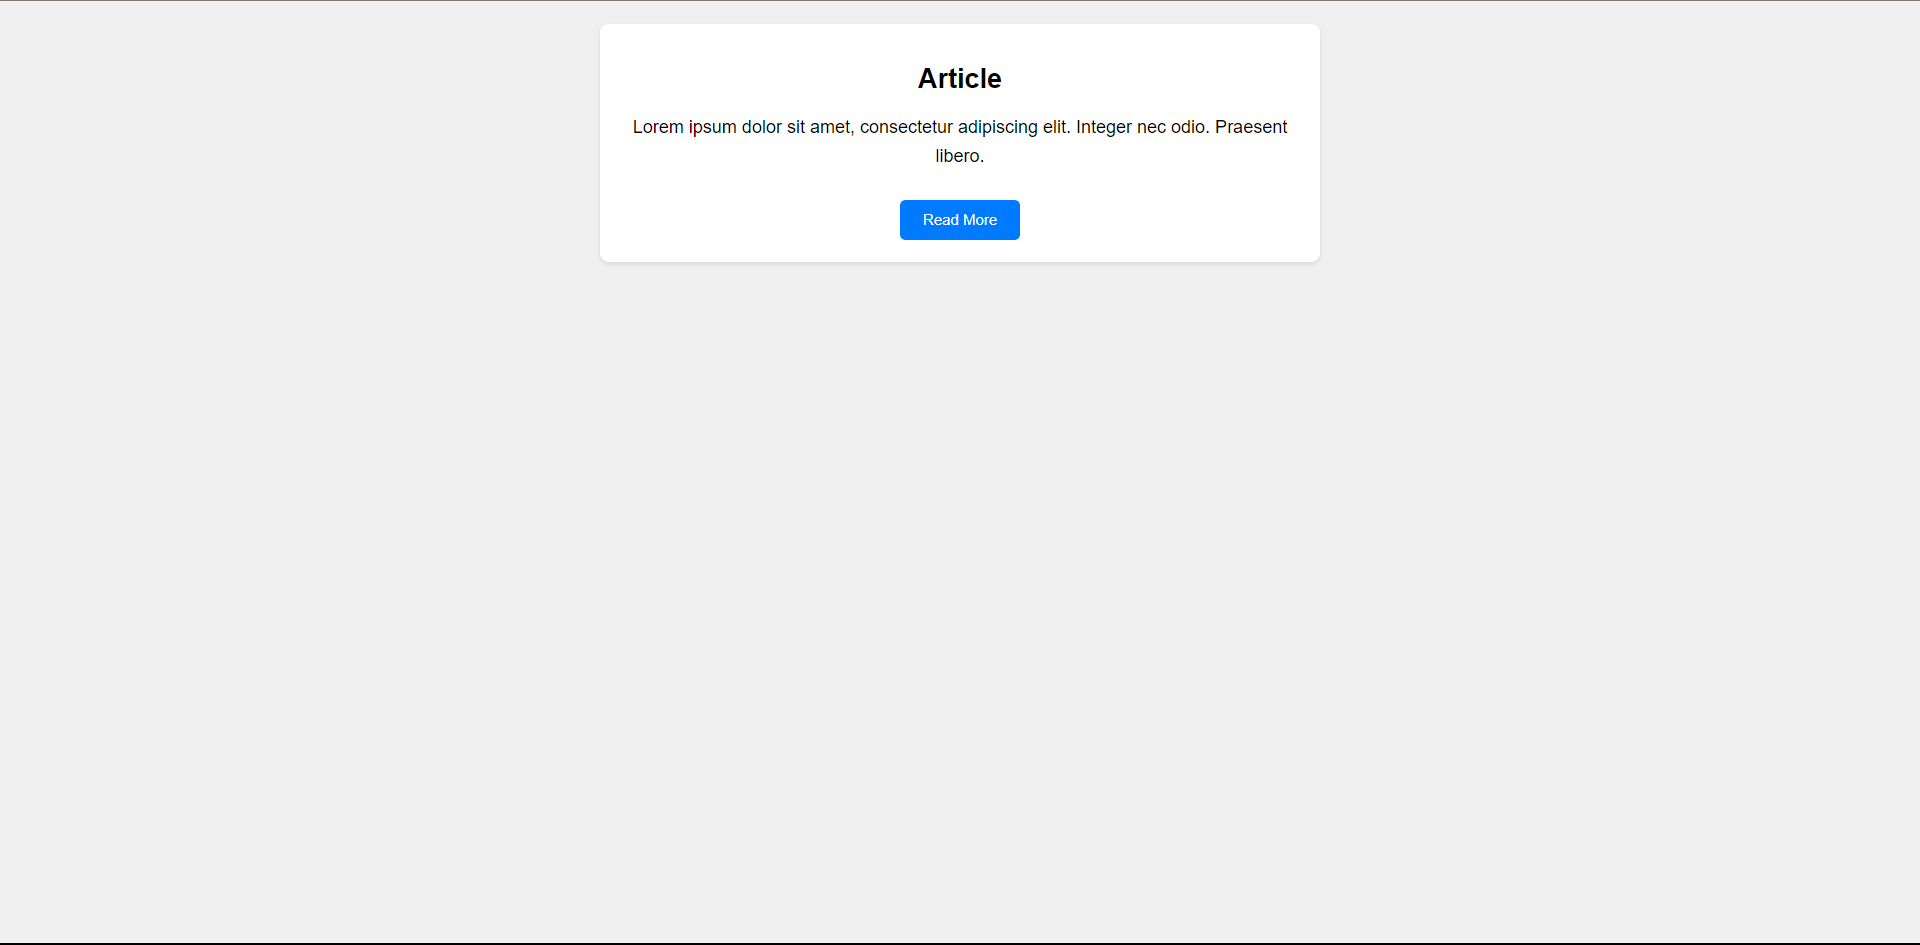 Article
Lorem ipsum dolor sit amet, consectetur adipiscing elit. Integer nec odio. Praesent
libero.
Read More